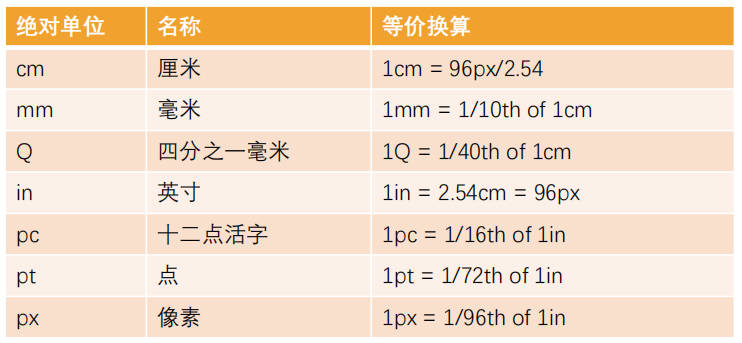 绝对单位 名称 等价换算
cm 厘米 1cm = 96px/2.54
mm 毫米 1mm = 1/10th of 1cm
Q 四分之一毫米 1Q = 1/40th of 1cm
in 英寸 1in = 2.54cm = 96px
pc 十二点活字 1pc = 1/16th of 1in
pt 点 1pt = 1/72th of 1in
px 像素 1px = 1/96th of 1in